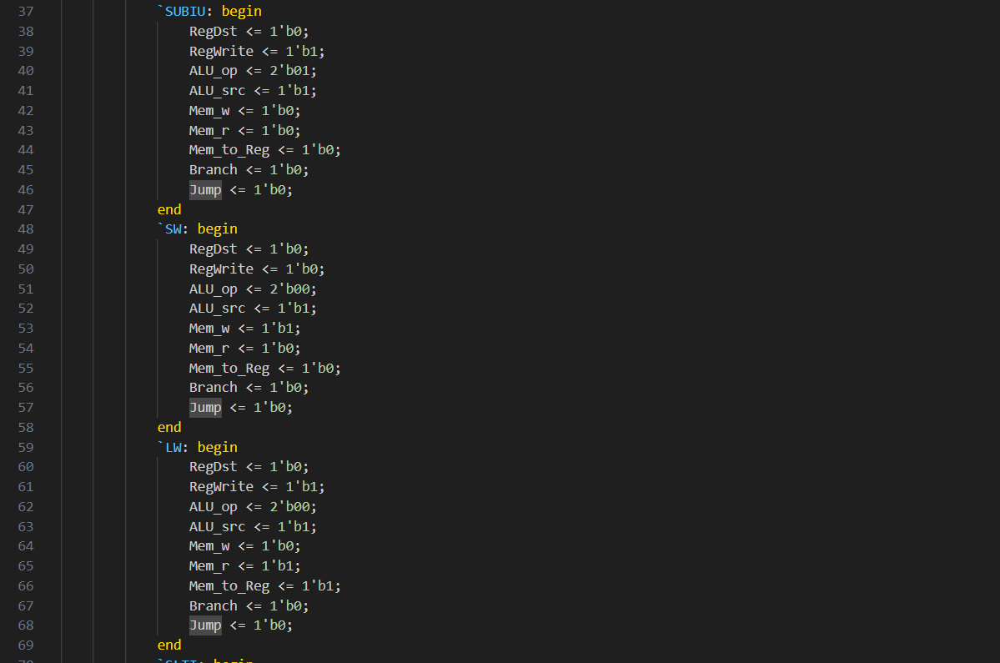 37 `SUBIU: begin
38 RegDst <= 1'b0;
39 RegWrite <= 1'b1;
40 ALU_op <= 2'b01;
41 ALU_src <= 1'b1;
42 Mem_w <= 1'b0;
43 Mem_r <= 1'b0;
44 Mem_to_Reg <= 1'b0;
45 Branch <= 1'b0;
46 Jump <= 1'b0;
47 end
48 `SW: begin
49 RegDst <= 1'b0;
50 RegWrite <= 1'b0;
51 ALU_op <= 2'b00;
52 ALU_src <= 1'b1;
53 Mem_w <= 1'b1;
54 Mem_r <= 1'b0;
55 Mem_to_Reg <= 1'b0;
56 Branch <= 1'b0;
57 Jump <= 1'b0;
58 end
59 `LW: begin
60 RegDst <= 1'b0;
61 RegWrite <= 1'b1;
62 ALU_op <= 2'b00;
63 ALU_src <= 1'b1;
64 Mem_w <= 1'b0;
65 Mem_r <= 1'b1;
66 Mem_to_Reg <= 1'b1;
67 Branch <= 1'b0;
68 Jump <= 1'b0;
69 end
begin